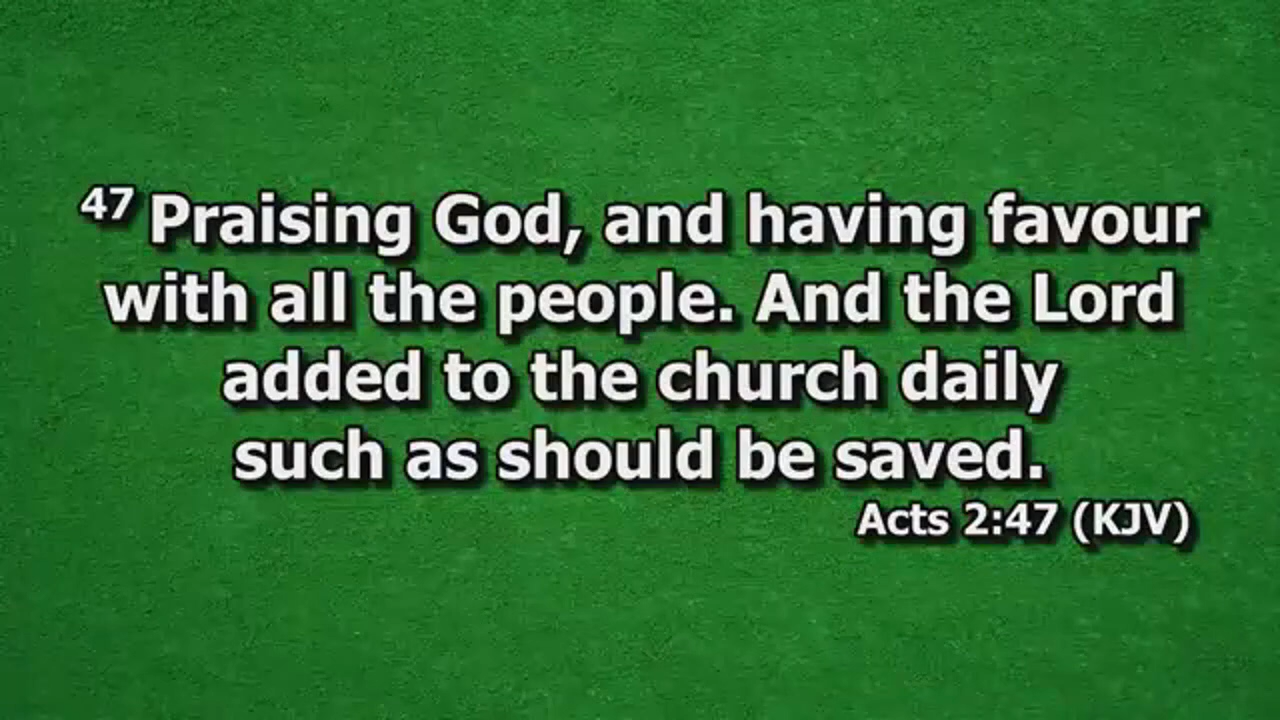 47 Praising God, and having favour
with all the people. And the Lord
added to the church daily
such as should be saved.
Acts 2:47 (KJV)